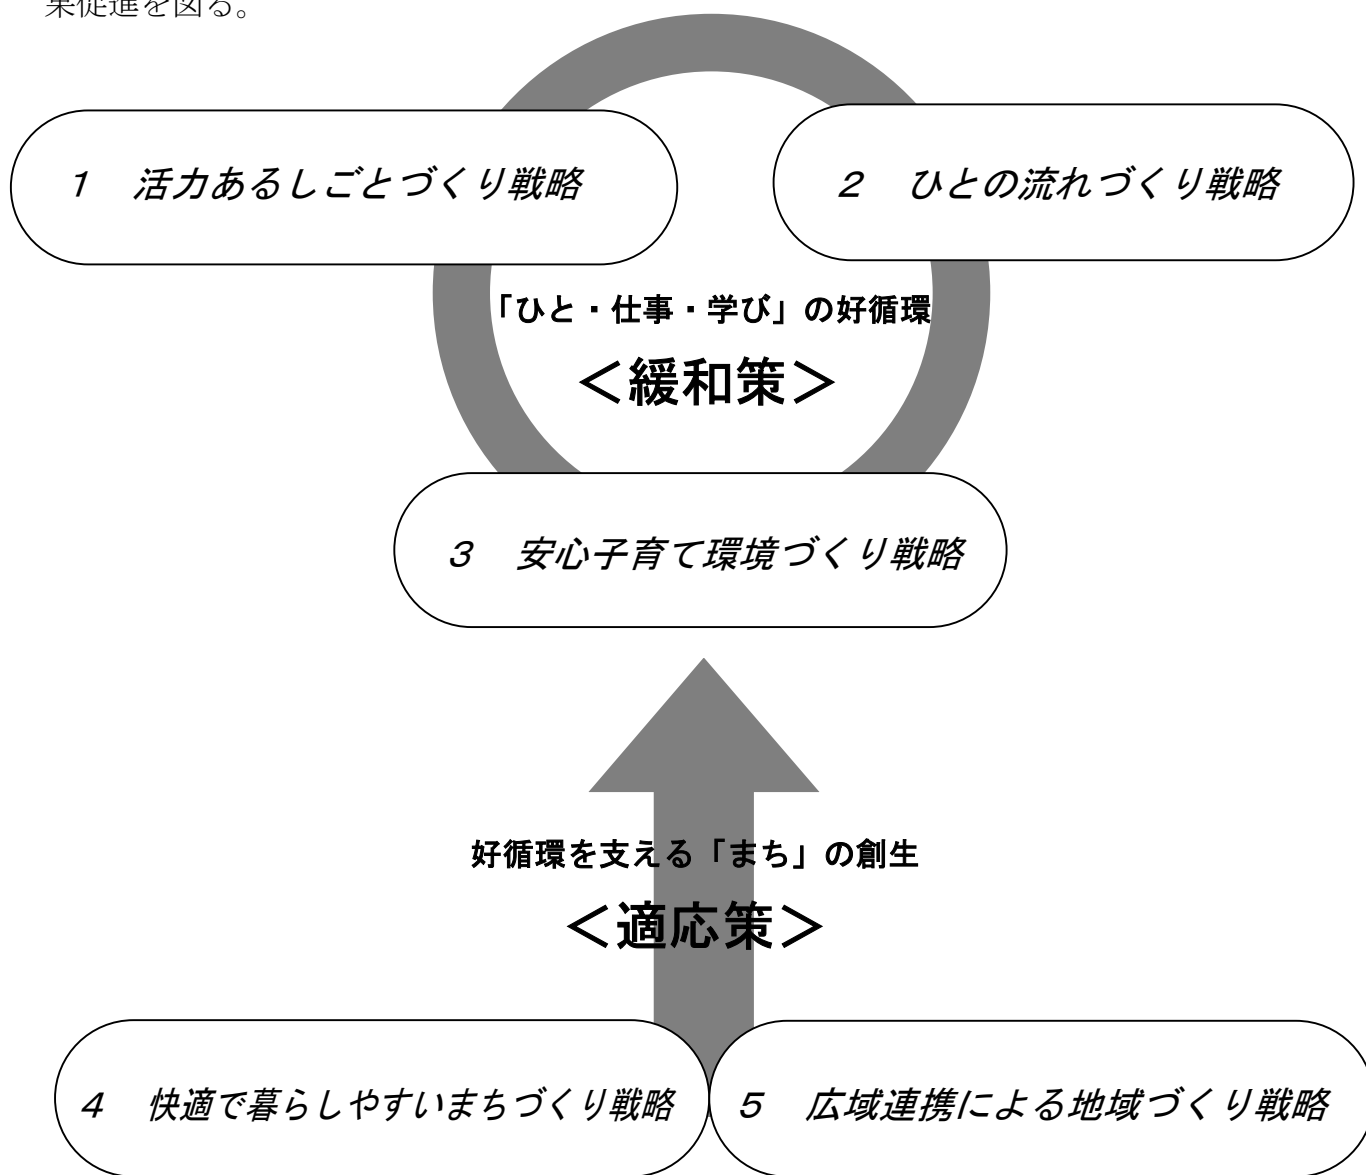 果促進を図る。
1 活力あるしごとづくり戦略
2 ひとの流れづくり戦略
「ひと・仕事・学び」の好循環
＜緩和策＞
3 安心子育て環境づくり戦略
好循環を支える「まち」の創生
＜適応策＞
4 快適で暮らしやすいまちづくり戦略
5 広域連携による地域づくり戦略